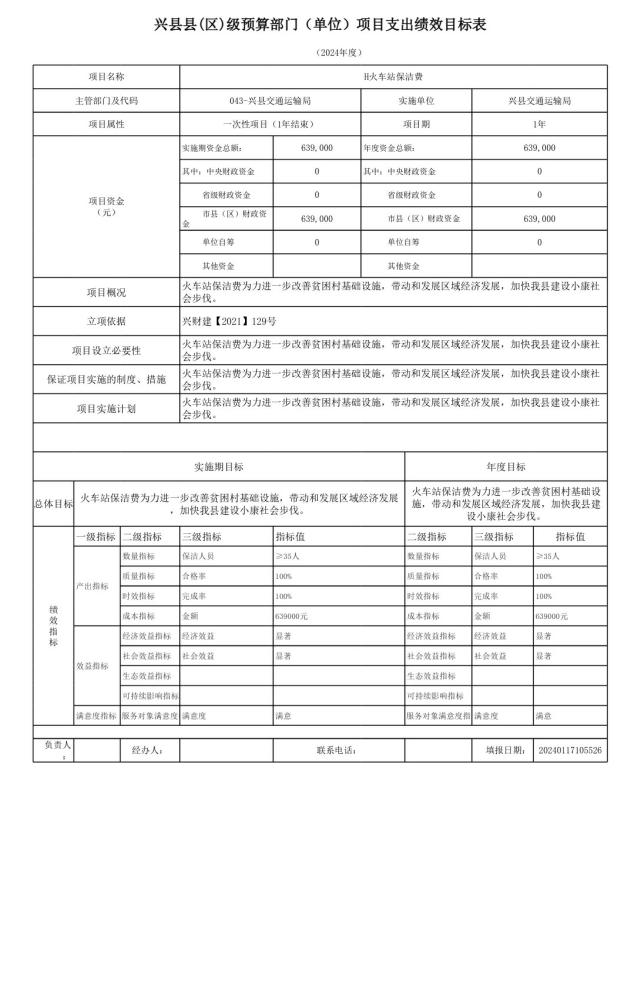 兴县县(区)级预算部门（单位）项目支出绩效目标表
（2024年度）
项目名称 H火车站保洁费
主管部门及代码 043-兴县交通运输局 实施单位 兴县交通运输局
项目属性 一次性项目（1年结束） 项目期 1年
项目资金
（元）
实施期资金总额: 639,000 年度资金总额: 639,000
其中：中央财政资金 0 其中：中央财政资金 0
省级财政资金 0 省级财政资金 0
市县（区）财政资
金 639,000 市县（区）财政资金 639,000
单位自筹 0 单位自筹 0
其他资金 其他资金
项目概况 火车站保洁费为力进一步改善贫困村基础设施，带动和发展区域经济发展，加快我县建设小康社
会步伐。
立项依据 兴财建【2021】129号
项目设立必要性 火车站保洁费为力进一步改善贫困村基础设施，带动和发展区域经济发展，加快我县建设小康社
会步伐。
保证项目实施的制度、措施 火车站保洁费为力进一步改善贫困村基础设施，带动和发展区域经济发展，加快我县建设小康社
会步伐。
项目实施计划 火车站保洁费为力进一步改善贫困村基础设施，带动和发展区域经济发展，加快我县建设小康社
会步伐。
实施期目标 年度目标
总体目标
火车站保洁费为力进一步改善贫困村基础设施，带动和发展区域经济发展
，加快我县建设小康社会步伐。
火车站保洁费为力进一步改善贫困村基础设
施，带动和发展区域经济发展，加快我县建
设小康社会步伐。
绩效指标
一级指标 二级指标 三级指标 指标值 二级指标 三级指标 指标值
产出指标
数量指标 保洁人员 ≥35人 数量指标 保洁人员 ≥35人
质量指标 合格率 100% 质量指标 合格率 100%
时效指标 完成率 100% 时效指标 完成率 100%
成本指标 金额 639000元 成本指标 金额 639000元
效益指标
经济效益指标 经济效益 显著 经济效益指标 经济效益 显著
社会效益指标 社会效益 显著 社会效益指标 社会效益 显著
生态效益指标 生态效益指标
可持续影响指标 可持续影响指标
满意度指标 服务对象满意度 满意度 满意 服务对象满意度指 满意度 满意
负责人
： 经办人： 联系电话： 填报日期： 20240117105526